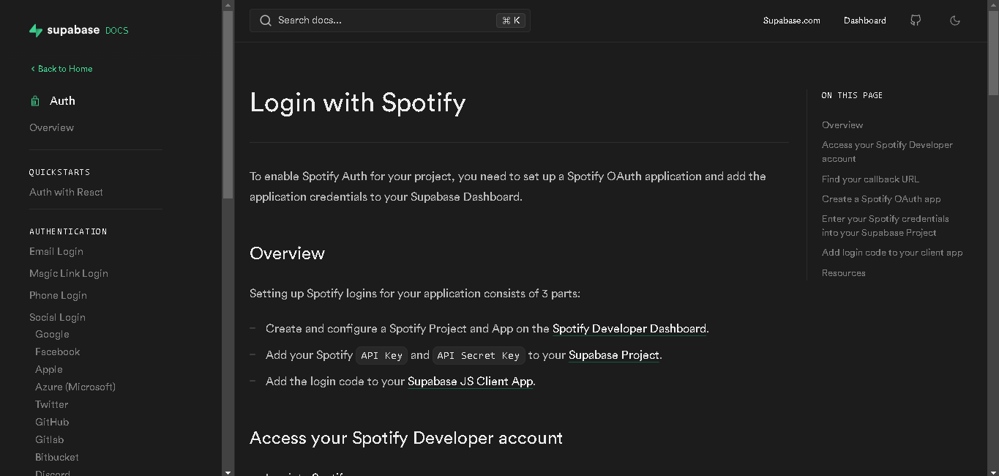 supabase DOCS
Search docs...
⌘ K
Supabase.com
Dashboard
Back to Home
Auth
Overview
QUICKSTARTS
Auth with React
AUTHENTICATION
Email Login
Magic Link Login
Phone Login
Social Login
Google
Facebook
Apple
Azure (Microsoft)
Twitter
GitHub
Gitlab
Bitbucket
Discord
Login with Spotify
To enable Spotify Auth for your project, you need to set up a Spotify OAuth application and add the
application credentials to your Supabase Dashboard.
Overview
Setting up Spotify logins for your application consists of 3 parts:
Create and configure a Spotify Project and App on the Spotify Developer Dashboard.
Add your Spotify API Key and API Secret Key to your Supabase Project.
Add the login code to your Supabase JS Client App.
Access your Spotify Developer account
ON THIS PAGE
Overview
Access your Spotify Developer
account
Find your callback URL
Create a Spotify OAuth app
Enter your Spotify credentials
into your Supabase Project
Add login code to your client app
Resources